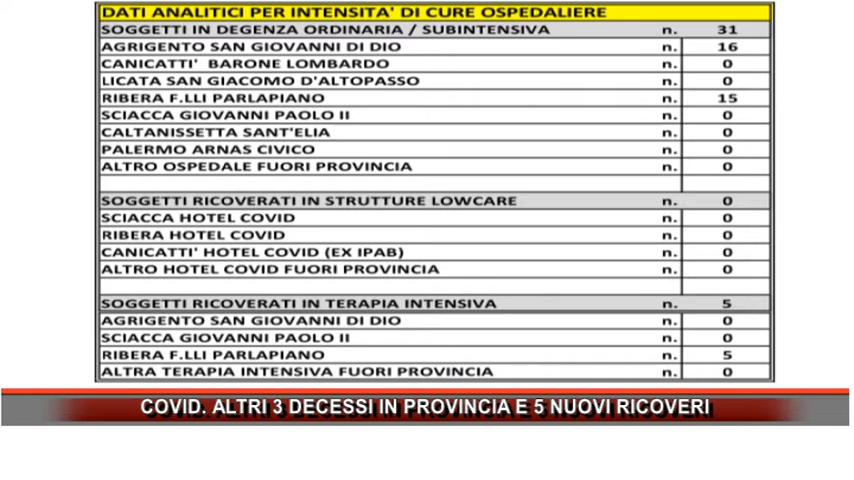 DATI ANALITICI PER INTENSITA' DI CURE OSPEDALIERE
SOGGETTI IN DEGENZA ORDINARIA / SUBINTENSIVA n. 31
AGRIGENTO SAN GIOVANNI DI DIO n. 16
CANICATTI' BARONE LOMBARDO n. 0
LICATA SAN GIACOMO D'ALTOPASSO n. 0
RIBERA F.LLI PARLAPIANO n. 15
SCIACCA GIOVANNI PAOLO II n. 0
CALTANISSETTA SANT'ELIA n. 0
PALERMO ARNAS CIVICO n. 0
ALTRO OSPEDALE FUORI PROVINCIA n. 0
SOGGETTI RICOVERATI IN STRUTTURE LOWCARE n. 0
SCIACCA HOTEL COVID n. 0
RIBERA HOTEL COVID n. 0
CANICATTI' HOTEL COVID (EX IPAB) n. 0
ALTRO HOTEL COVID FUORI PROVINCIA n. 0
SOGGETTI RICOVERATI IN TERAPIA INTENSIVA n. 5
AGRIGENTO SAN GIOVANNI DI DIO n. 0
SCIACCA GIOVANNI PAOLO II n. 0
RIBERA F.LLI PARLAPIANO n. 5
ALTRA TERAPIA INTENSIVA FUORI PROVINCIA n. 0
COVID. ALTRI 3 DECESSI IN PROVINCIA E 5 NUOVI RICOVERI